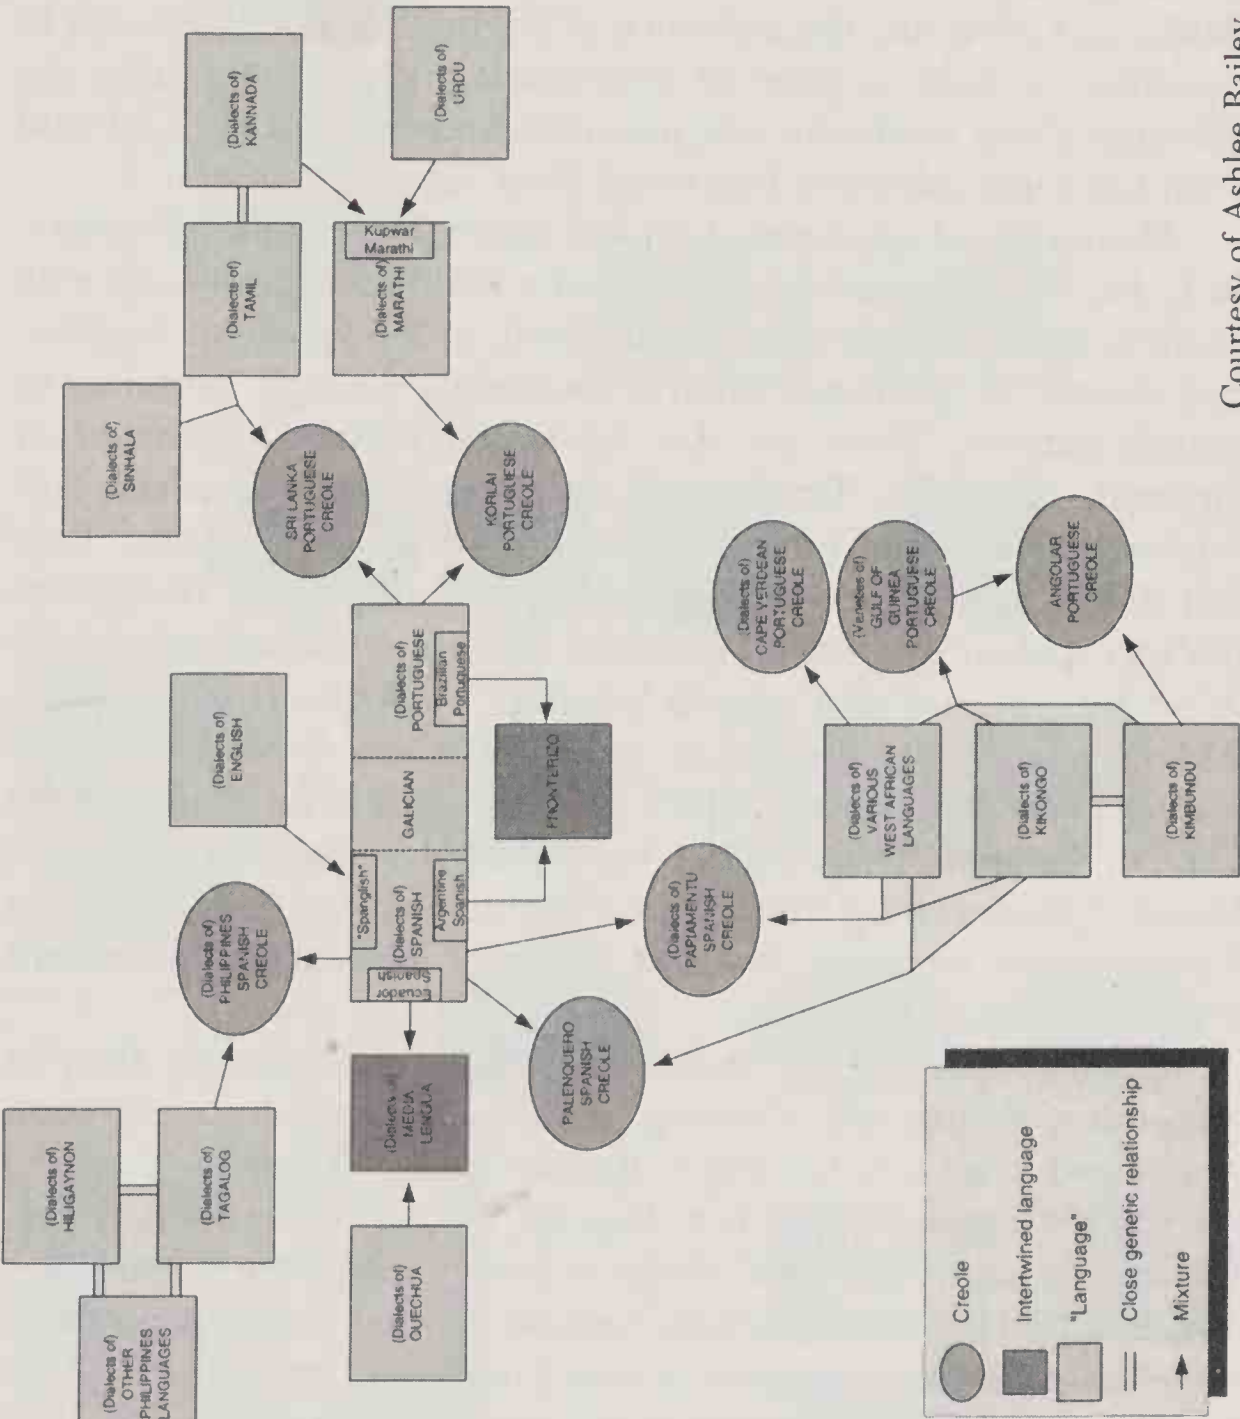 (Dialects of)
OTHER
PHILIPPINES
LANGUAGES
(Dialects of)
HILIGAYNON
(Dialects of)
TAGALOG
(Dialects of)
PHILIPPINES
SPANISH
CREOLE
(Dialects of)
ENGLISH
(Dialects of)
SINHALA
(Dialects of)
TAMIL
(Dialects of)
KANNADA
(Dialects of)
URDU
SRI LANKA
PORTUGUESE
CREOLE
(Dialects of)
QUECHUA
(Dialects of)
MEDIA
LENGUA
Ecuador
Spanish
"Spanglish"
(Dialects of)
SPANISH
Argentine
Spanish
GALICIAN
(Dialects of)
PORTUGUESE
Brazilian
Portuguese
Kupwar
Marathi
(Dialects of)
MARATHI
KORLAI
PORTUGUESE
CREOLE
PALENQUERO
SPANISH
CREOLE
FRONTERIZO
(Dialects of)
PAPIAMENTU
SPANISH
CREOLE
(Dialects of)
CAPE VERDEAN
PORTUGUESE
CREOLE
(Varieties of)
GULF OF
GUINEA
PORTUGUESE
CREOLE
(Dialects of)
VARIOUS
WEST AFRICAN
LANGUAGES
(Dialects of)
KIKONGO
(Dialects of)
KIMBUNDU
ANGOLAR
PORTUGUESE
CREOLE
Creole
Intertwined language
"Language"
Close genetic relationship
Mixture
Courtesy of Ashlee Bailey